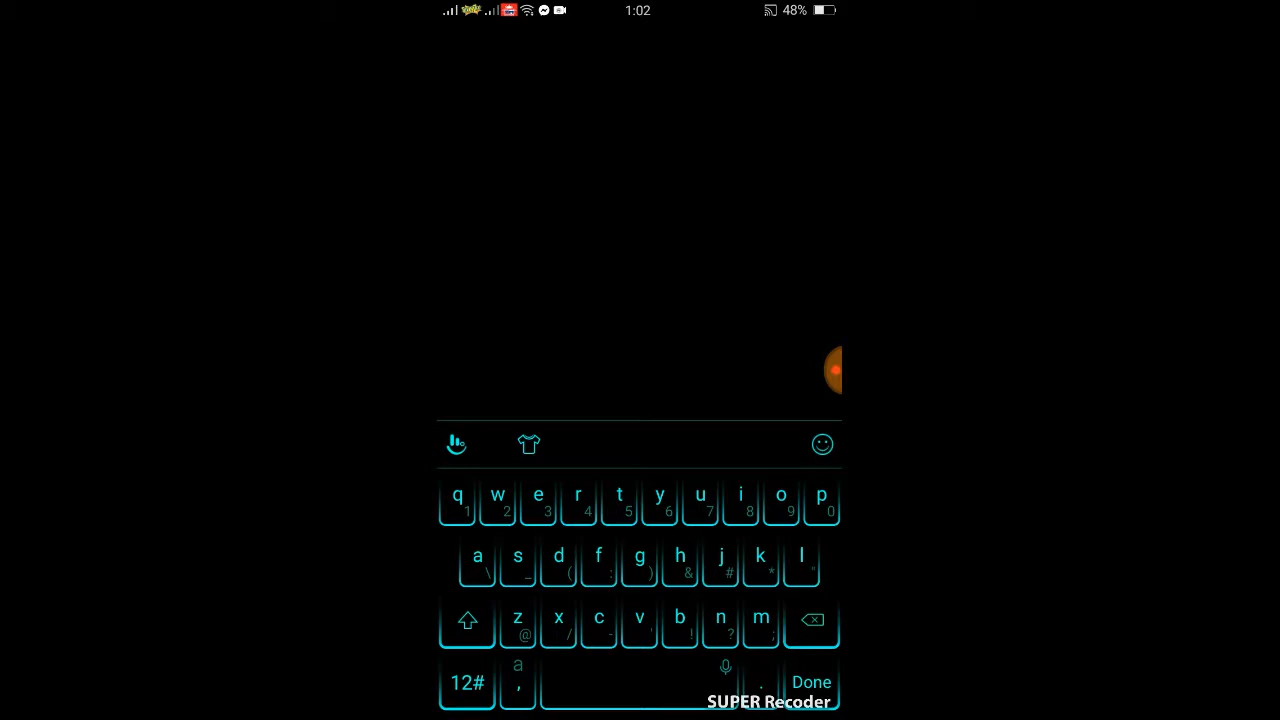 1:02 48%
q w e r t y u i o p
1 2 3 4 5 6 7 8 9 0
a s d f g h j k l
\ _ ( : ) & # * "
z x c v b n m
@ / - ' ! ? ;
a
12# , . Done
SUPER Recoder